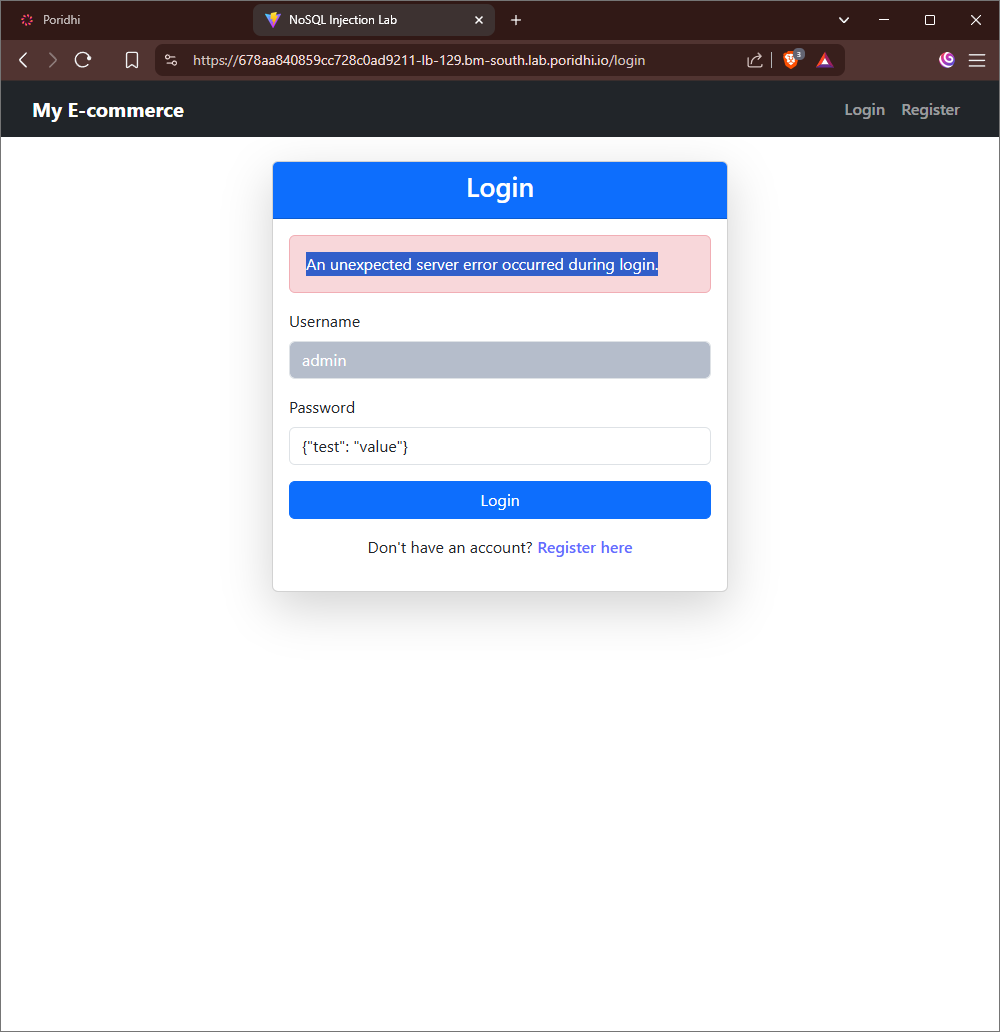 Poridhi
NoSQL Injection Lab
https://678aa840859cc728c0ad9211-lb-129.bm-south.lab.poridhi.io/login
3
My E-commerce
Login
Register
Login
An unexpected server error occurred during login.
Username
admin
Password
{"test": "value"}
Login
Don't have an account? Register here